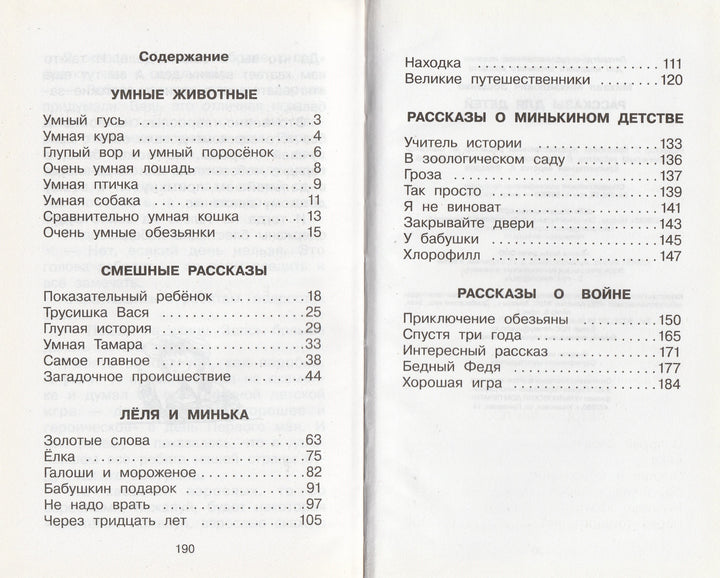 Содержание
УМНЫЕ ЖИВОТНЫЕ
Умный гусь ..................... 3
Умная кура ..................... 4
Глупый вор и умный поросёнок .... 6
Очень умная лошадь .............. 8
Умная птичка .................... 9
Умная собака .................... 11
Сравнительно умная кошка ........ 13
Очень умные обезьянки ........... 15
СМЕШНЫЕ РАССКАЗЫ
Показательный ребёнок ........... 18
Трусишка Вася ................... 25
Глупая история .................. 29
Умная Тамара .................... 33
Самое главное ................... 38
Загадочное происшествие ......... 44
ЛЁЛЯ И МИНЬКА
Золотые слова ................... 63
Ёлка ............................ 75
Галоши и мороженое .............. 82
Бабушкин подарок ................ 91
Не надо врать ................... 97
Через тридцать лет .............. 105
190
Находка ......................... 111
Великие путешественники ......... 120
РАССКАЗЫ О МИНЬКИНОМ ДЕТСТВЕ
Учитель истории ................. 133
В зоологическом саду ............ 136
Гроза ........................... 137
Так просто ...................... 139
Я не виноват .................... 141
Закрывайте двери ................ 143
У бабушки ....................... 145
Хлорофилл ....................... 147
РАССКАЗЫ О ВОЙНЕ
Приключение обезьяны ............ 150
Спустя три года ................. 165
Интересный рассказ .............. 171
Бедный Федя ..................... 177
Хорошая игра .................... 184